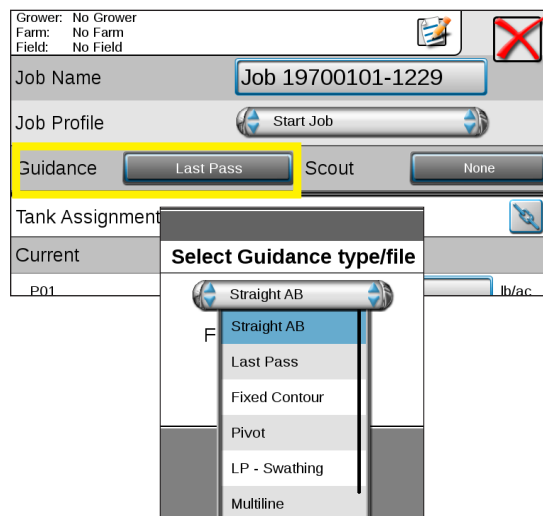 Grower: No Grower
Farm: No Farm
Field: No Field
Job Name Job 19700101-1229
Job Profile Start Job
Guidance Last Pass Scout None
Tank Assignment
Current
P01 lb/ac
Select Guidance type/file
Straight AB
F
Straight AB
Last Pass
Fixed Contour
Pivot
LP - Swathing
Multiline